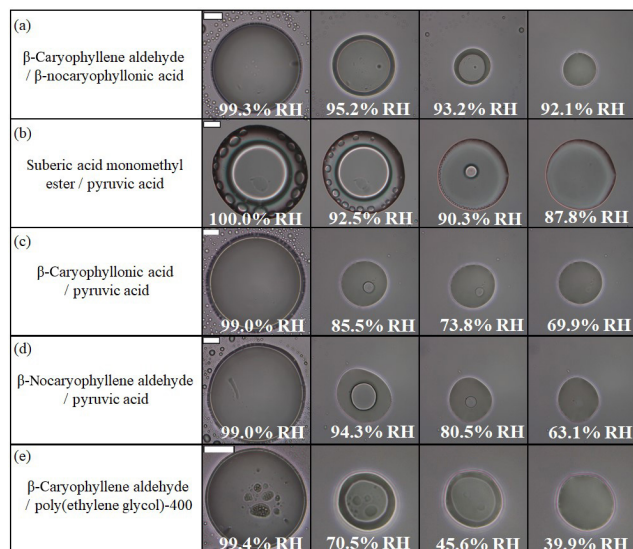 (a)
β-Caryophyllene aldehyde
/ β-nocaryophyllonic acid
99.3% RH
95.2% RH
93.2% RH
92.1% RH
(b)
Suberic acid monomethyl
ester / pyruvic acid
100.0% RH
92.5% RH
90.3% RH
87.8% RH
(c)
β-Caryophyllonic acid
/ pyruvic acid
99.0% RH
85.5% RH
73.8% RH
69.9% RH
(d)
β-Nocaryophyllene aldehyde
/ pyruvic acid
99.0% RH
94.3% RH
80.5% RH
63.1% RH
(e)
β-Caryophyllene aldehyde
/ poly(ethylene glycol)-400
99.4% RH
70.5% RH
45.6% RH
39.9% RH